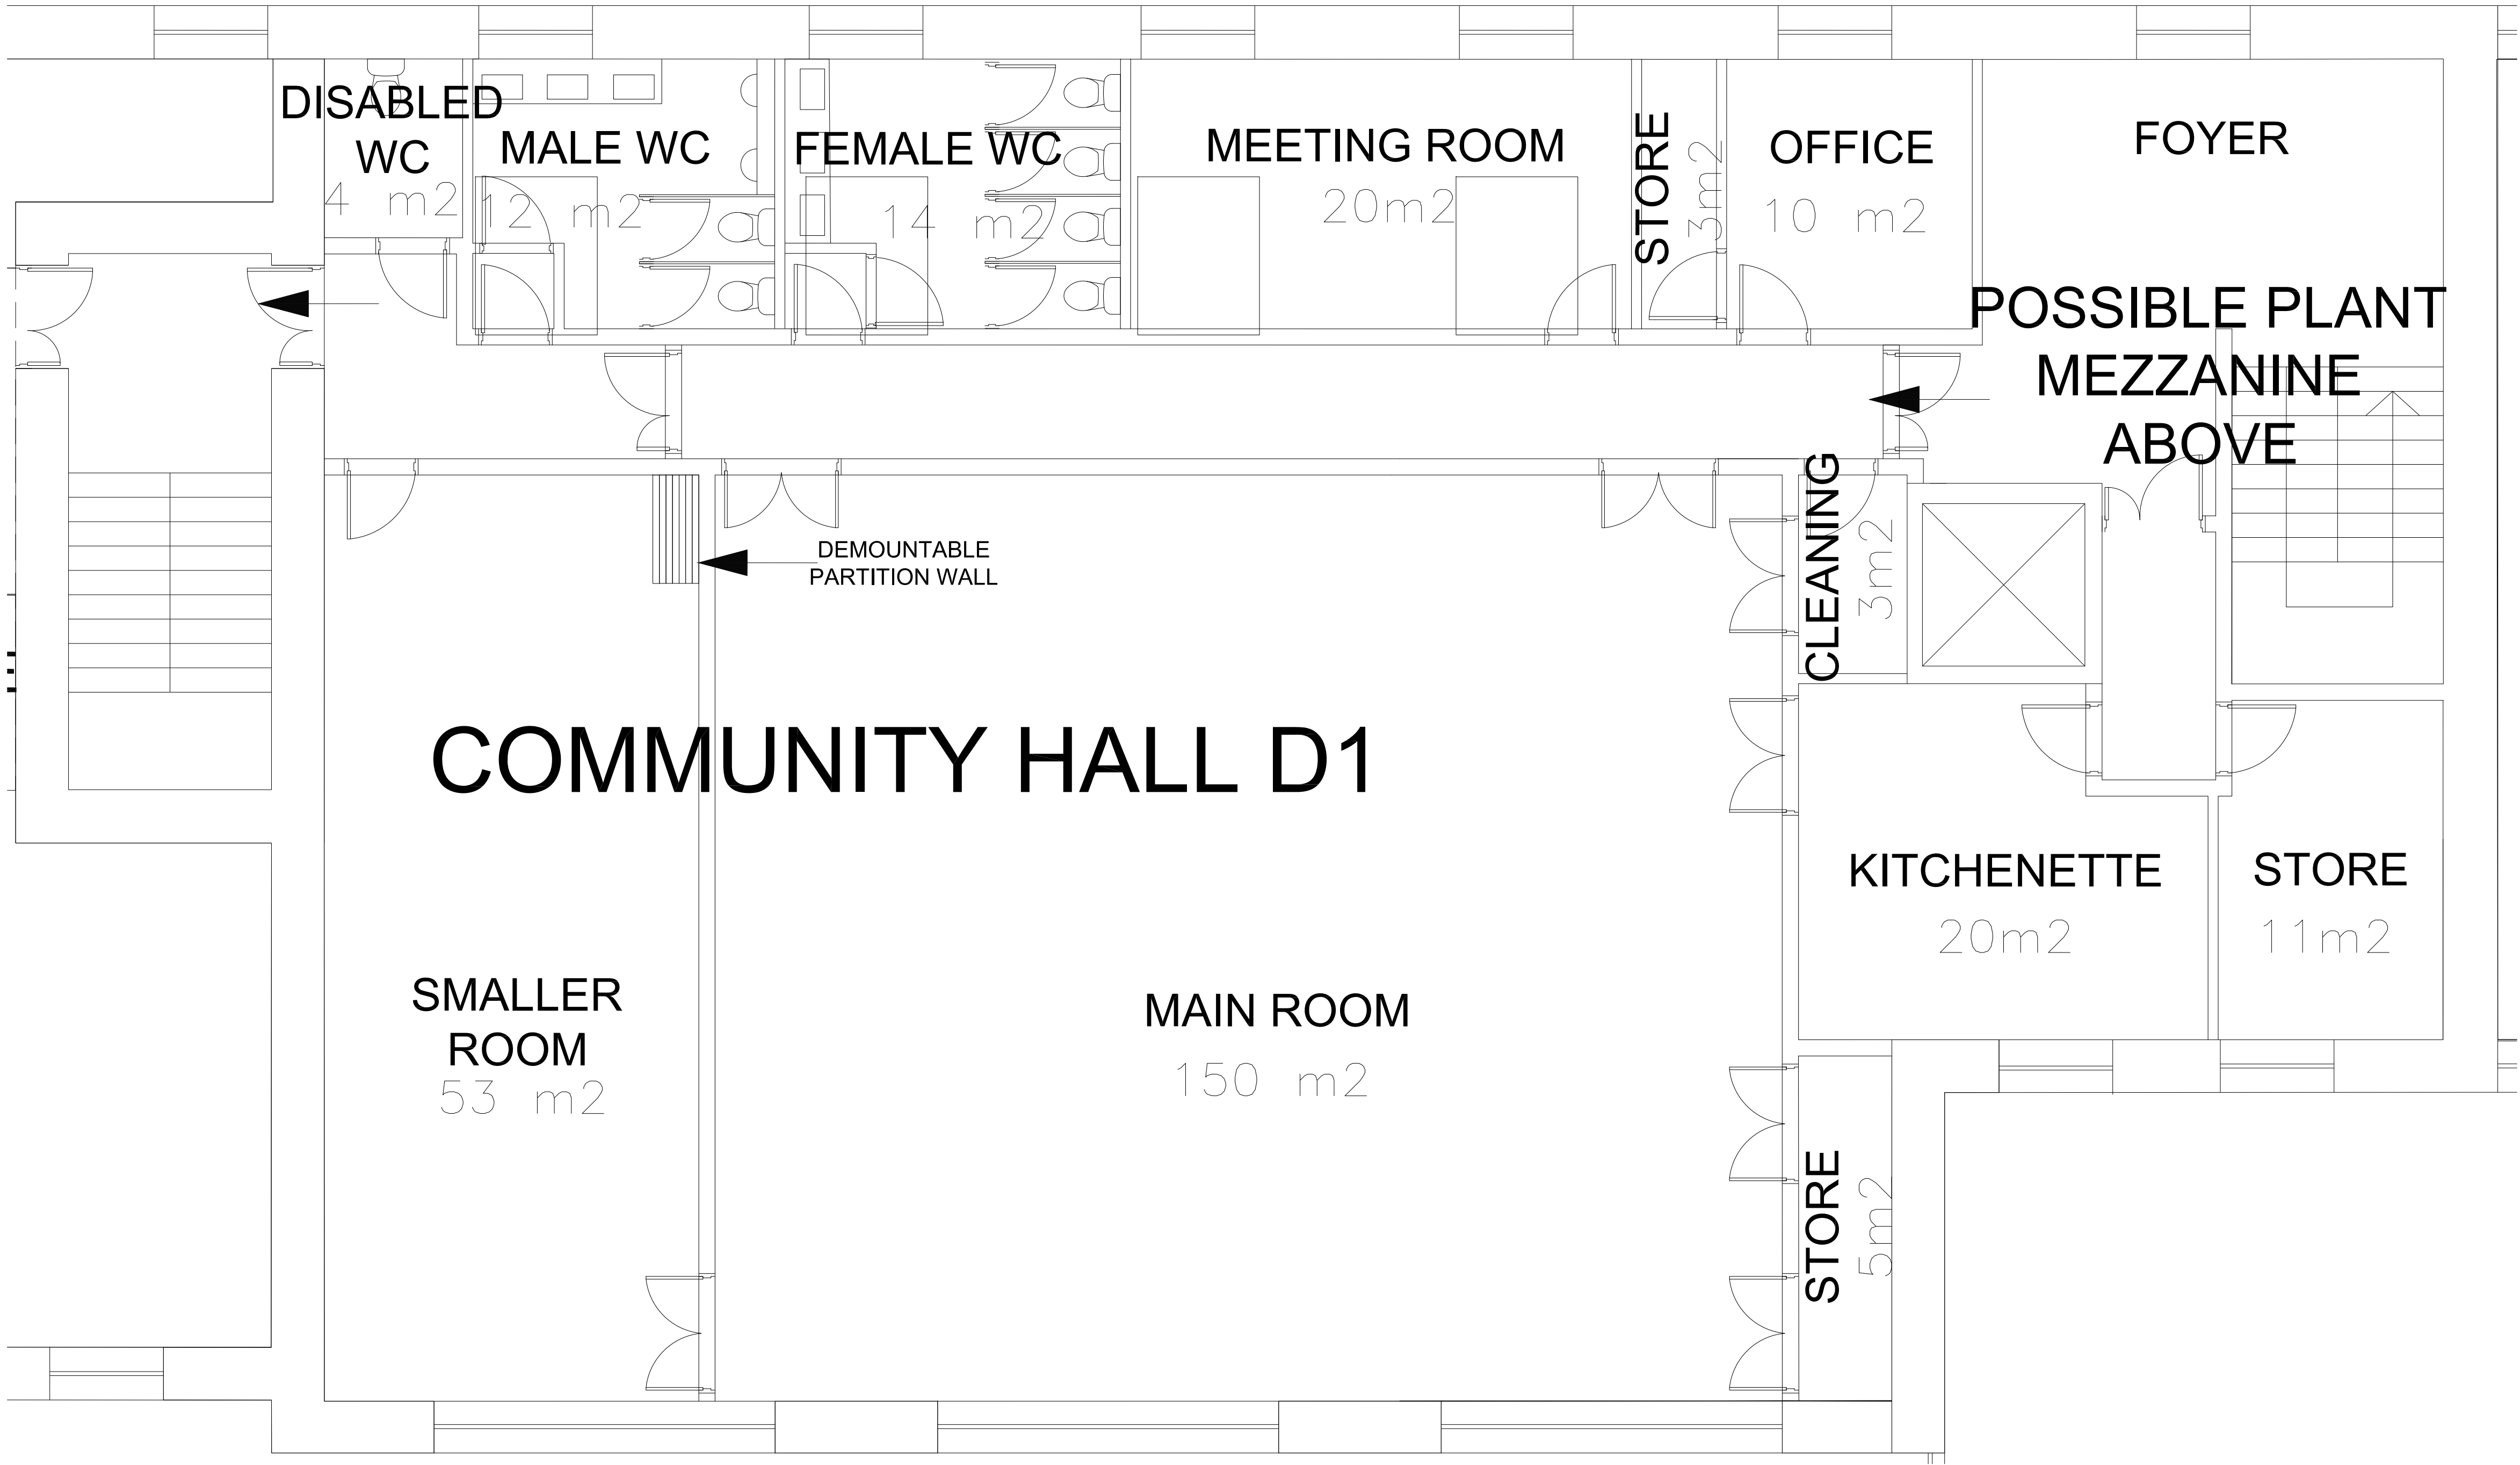 DISABLED
WC
4 m2
MALE WC
12 m2
FEMALE WC
14 m2
MEETING ROOM
20m2
STORE
3m2
OFFICE
10 m2
FOYER
POSSIBLE PLANT
MEZZANINE
ABOVE
DEMOUNTABLE
PARTITION WALL
CLEANING
3m2
COMMUNITY HALL D1
KITCHENETTE
20m2
STORE
11m2
SMALLER
ROOM
53 m2
MAIN ROOM
150 m2
STORE
5m2